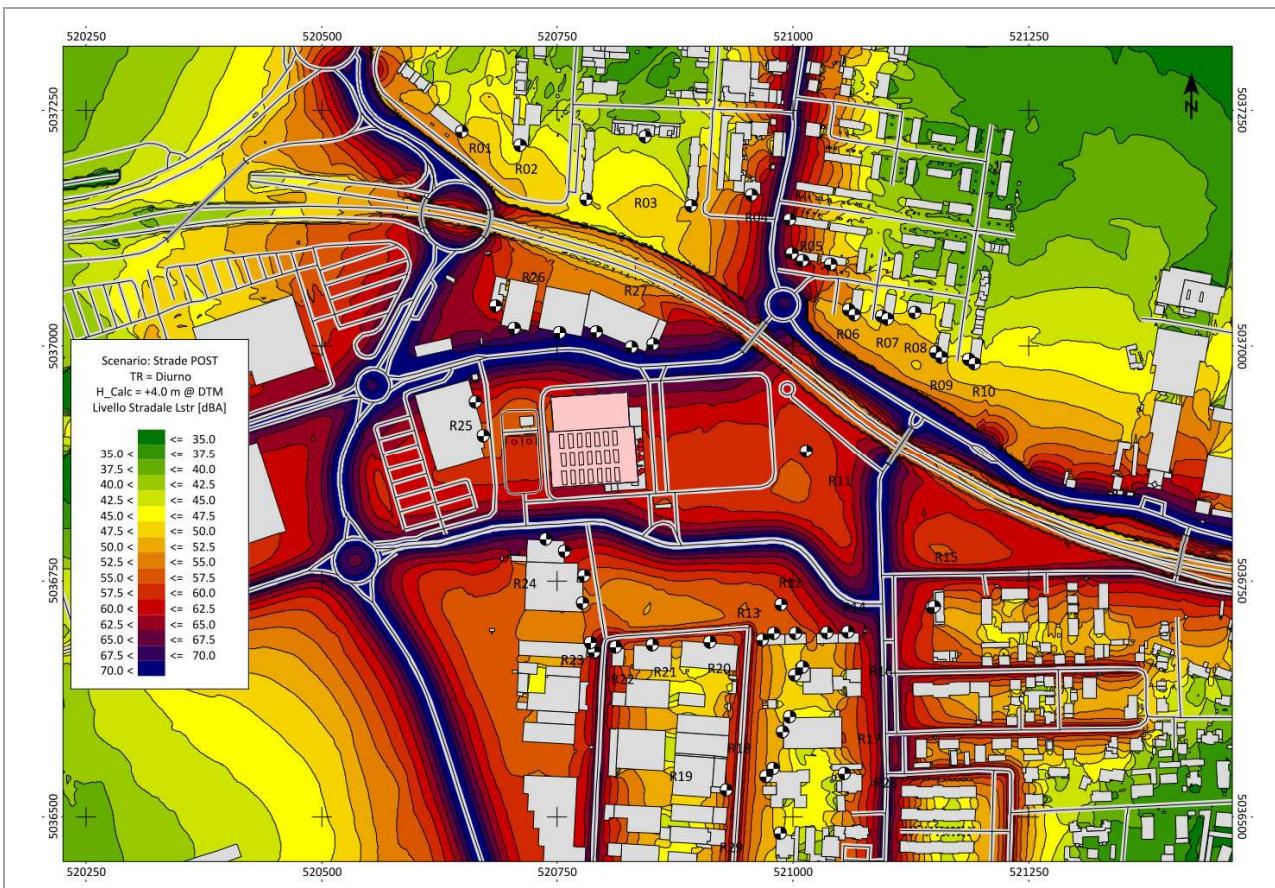 520250 520500 520750 521000 521250
5037250 5037250
N
R01
R02
R03
R04
R05
R26
R27
R06
R07
R08
R09
R10
5037000 5037000
Scenario: Strade POST
TR = Diurno
H_Calc = +4.0 m @ DTM
Livello Stradale Lstr [dBA]
<= 35.0
35.0 < <= 37.5
37.5 < <= 40.0
40.0 < <= 42.5
42.5 < <= 45.0
45.0 < <= 47.5
47.5 < <= 50.0
50.0 < <= 52.5
52.5 < <= 55.0
55.0 < <= 57.5
57.5 < <= 60.0
60.0 < <= 62.5
62.5 < <= 65.0
65.0 < <= 67.5
67.5 < <= 70.0
70.0 <
R25
R11
R15
R24
R12
5036750 5036750
R13
R14
R23
R22
R21
R20
R16
R18
R17
R19
5036500 5036500
R29
520250 520500 520750 521000 521250